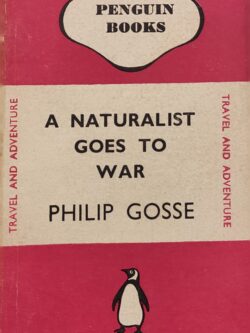 PENGUIN
BOOKS
TRAVEL AND ADVENTURE
A NATURALIST
GOES TO
WAR
PHILIP GOSSE
TRAVEL AND ADVENTURE